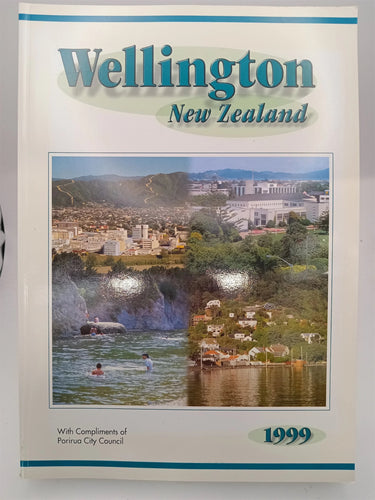 Wellington
New Zealand
With Compliments of
Porirua City Council
1999